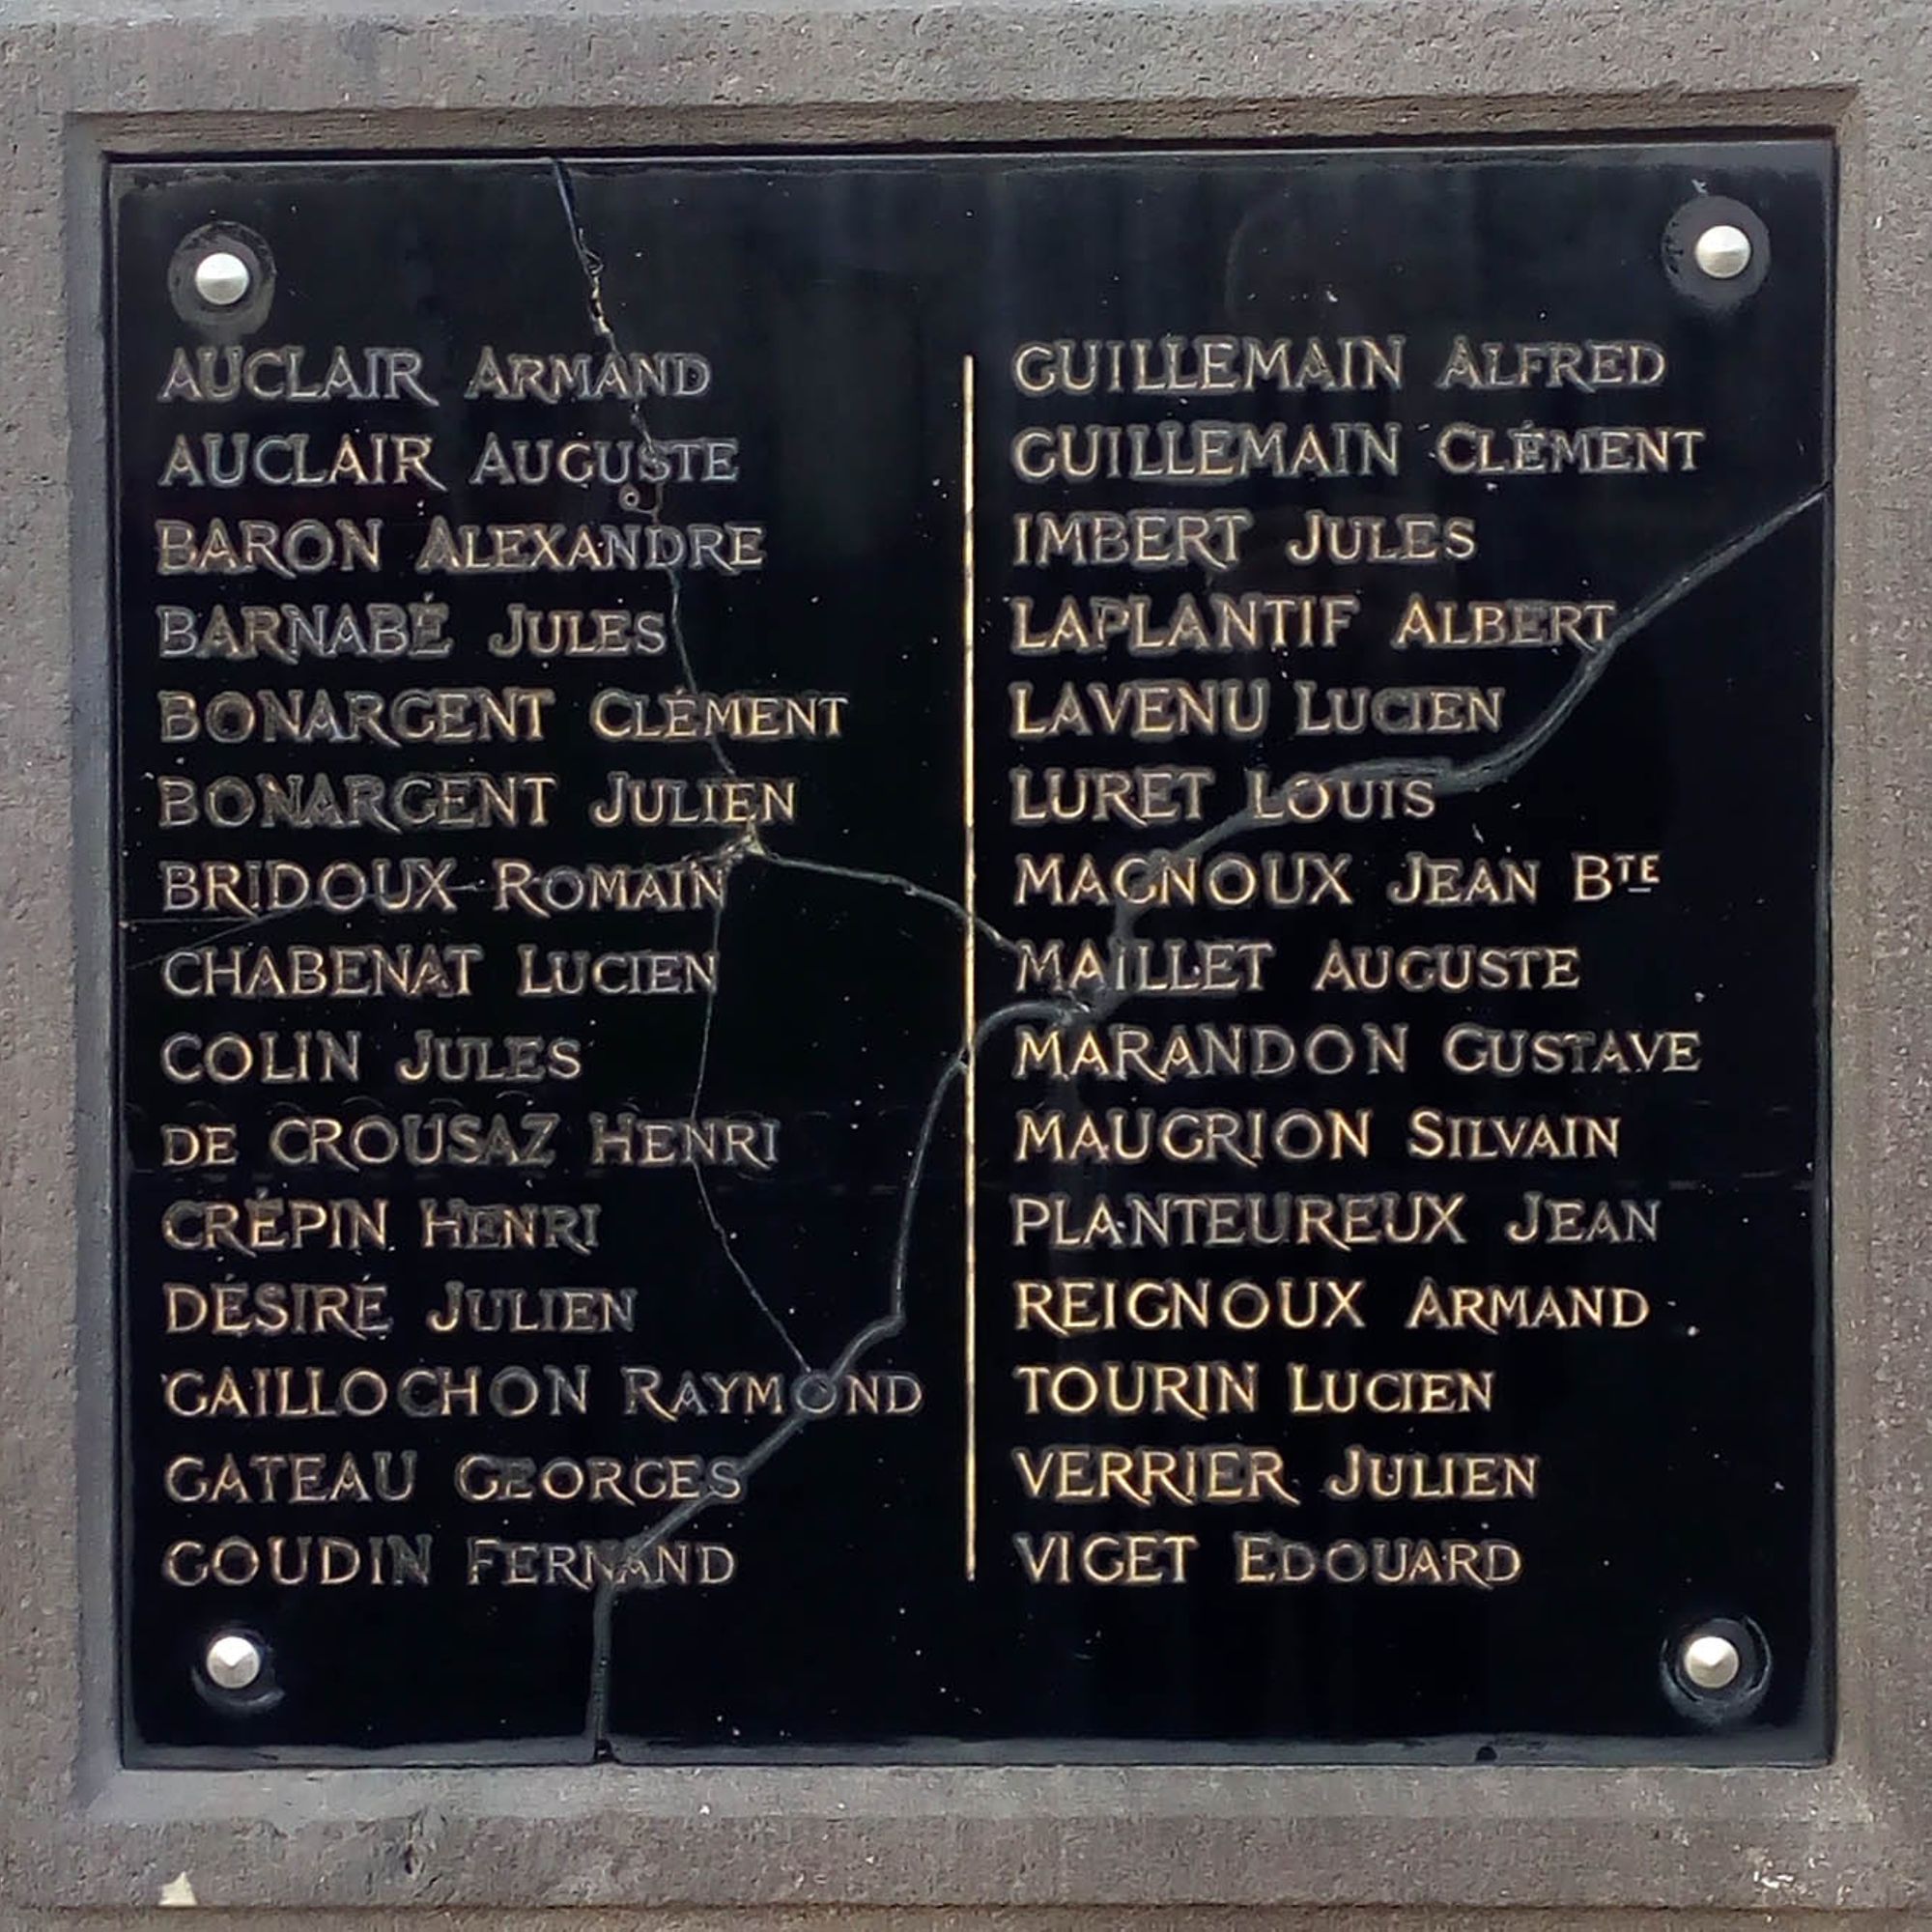 AUCLAIR ARMAND
AUCLAIR AUGUSTE
BARON ALEXANDRE
BARNABÉ JULES
BONARGENT CLÉMENT
BONARGENT JULIEN
BRIDOUX ROMAIN
CHABENAT LUCIEN
COLIN JULES
DE CROUSAZ HENRI
CRÉPIN HENRI
DÉSIRÉ JULIEN
GAILLOCHON RAYMOND
GATEAU GEORGES
GOUDIN FERNAND
GUILLEMAIN ALFRED
GUILLEMAIN CLÉMENT
IMBERT JULES
LAPLANTIF ALBERT
LAVENU LUCIEN
LURET LOUIS
MAGNOUX JEAN BTE
MAILLET AUGUSTE
MARANDON GUSTAVE
MAUGRION SILVAIN
PLANTEUREUX JEAN
REIGNOUX ARMAND
TOURIN LUCIEN
VERRIER JULIEN
VIGET EDOUARD